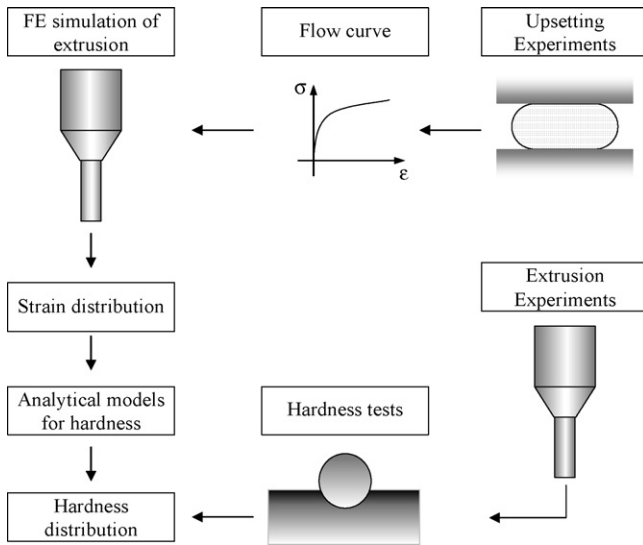 FE simulation of
extrusion
Flow curve
Upsetting
Experiments
σ
ε
Strain distribution
Extrusion
Experiments
Analytical models
for hardness
Hardness tests
Hardness
distribution